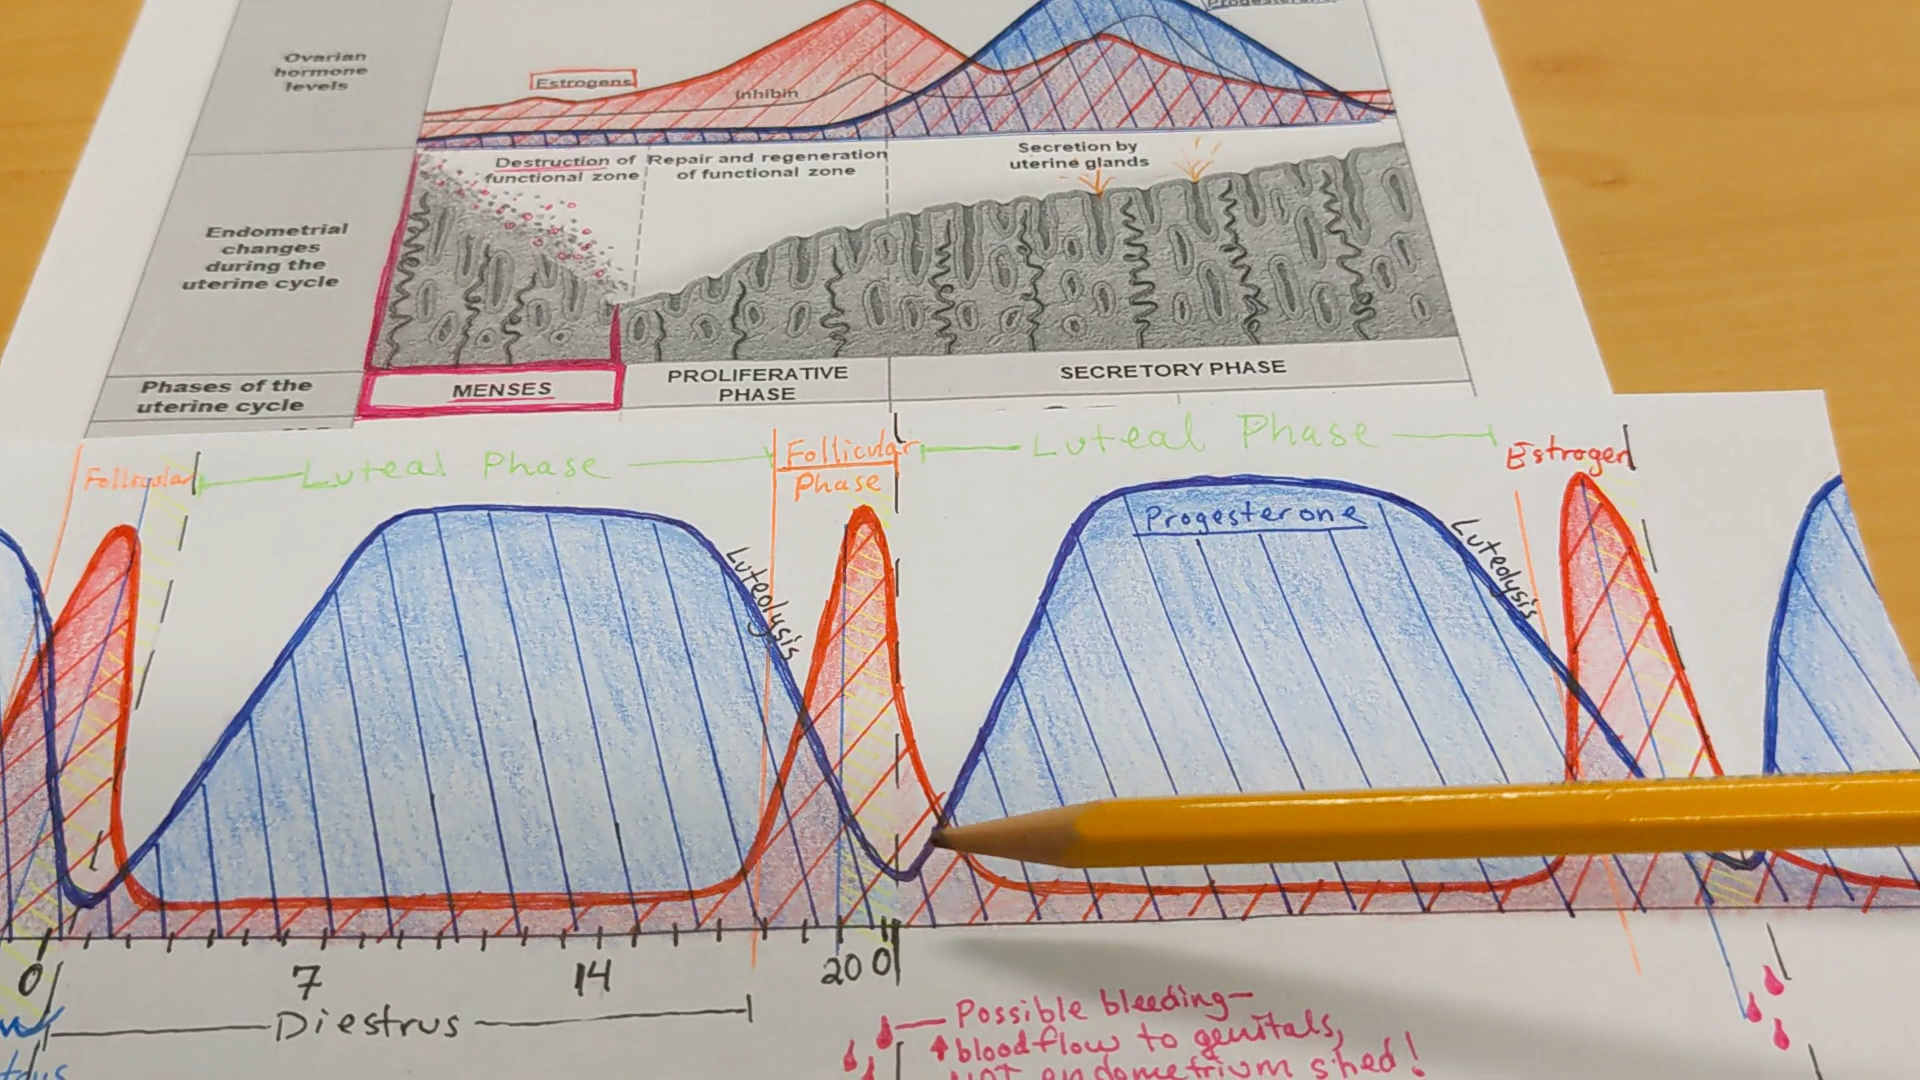 Progesterone
Ovarian
hormone
levels
Estrogens
Inhibin
Destruction of
functional zone
Repair and regeneration
of functional zone
Secretion by
uterine glands
Endometrial
changes
during the
uterine cycle
Phases of the
uterine cycle
MENSES
PROLIFERATIVE
PHASE
SECRETORY PHASE
Follicular
Luteal Phase
Follicular
Phase
Luteal Phase
Estrogen
Progesterone
Luteolysis
Luteolysis
0
7
14
20
0
Diestrus
Possible bleeding-
↑ bloodflow to genitals,
NOT endometrium shed!